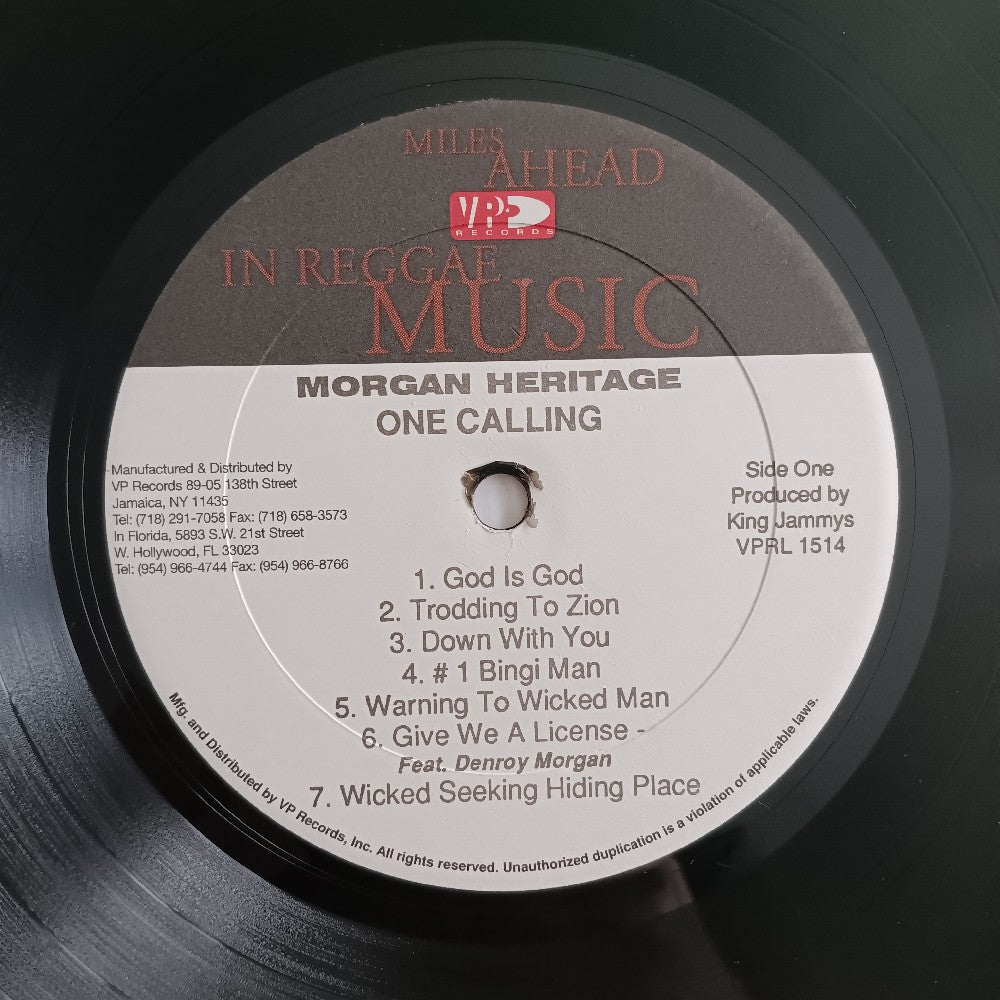 MILES
AHEAD
VP
RECORDS
IN REGGAE
MUSIC
MORGAN HERITAGE
ONE CALLING
Manufactured & Distributed by
VP Records 89-05 138th Street
Jamaica, NY 11435
Tel: (718) 291-7058 Fax: (718) 658-3573
In Florida, 5893 S.W. 21st Street
W. Hollywood, FL 33023
Tel: (954) 966-4744 Fax: (954) 966-8766
Side One
Produced by
King Jammys
VPRL 1514
1. God Is God
2. Trodding To Zion
3. Down With You
4. # 1 Bingi Man
5. Warning To Wicked Man
6. Give We A License -
Feat. Denroy Morgan
7. Wicked Seeking Hiding Place
Mfg. and Distributed by VP Records, Inc. All rights reserved. Unauthorized duplication is a violation of applicable laws.